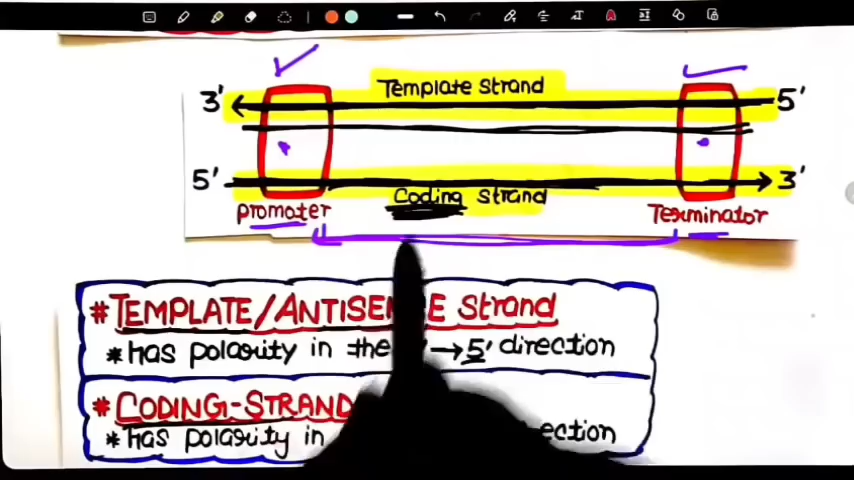 Template strand
3' 5'
5' 3'
Coding strand
promoter Terminator
#TEMPLATE/ANTISE E strand
*has polarity in the ' →5' direction
* CODING-STRAND
*has polarity in ection